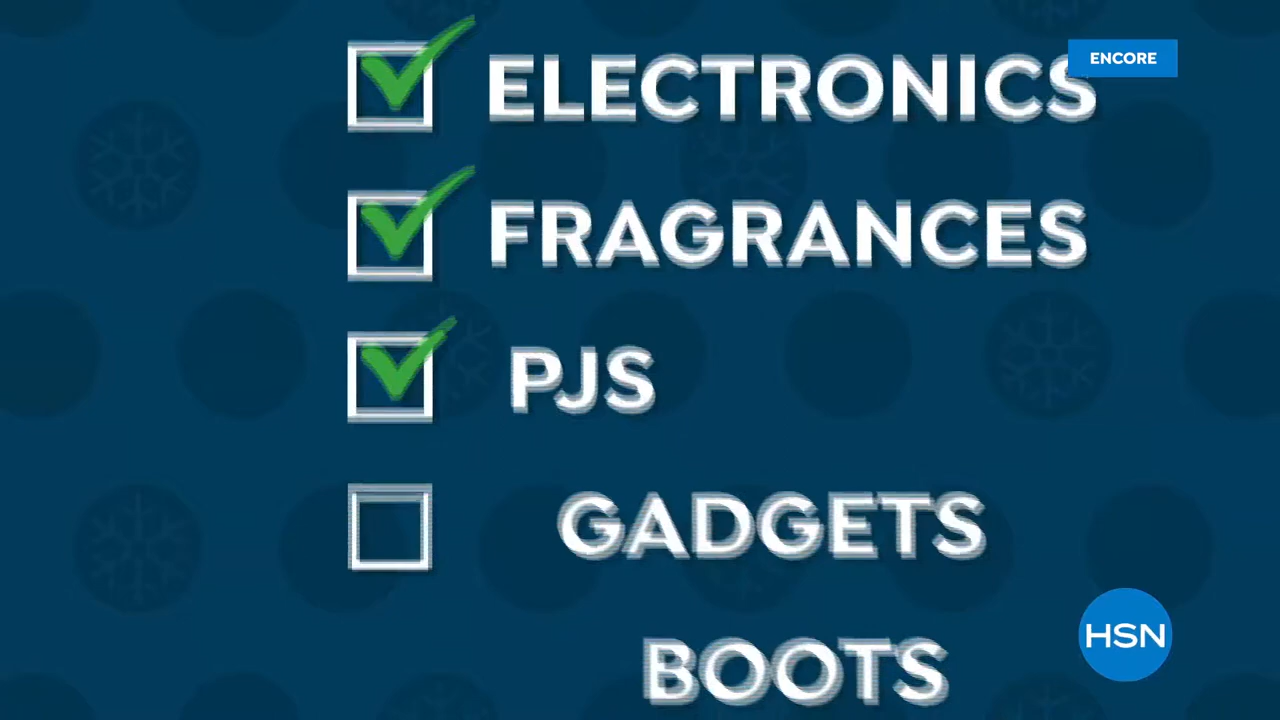 ENCORE
ELECTRONICS
FRAGRANCES
PJS
GADGETS
BOOTS
HSN